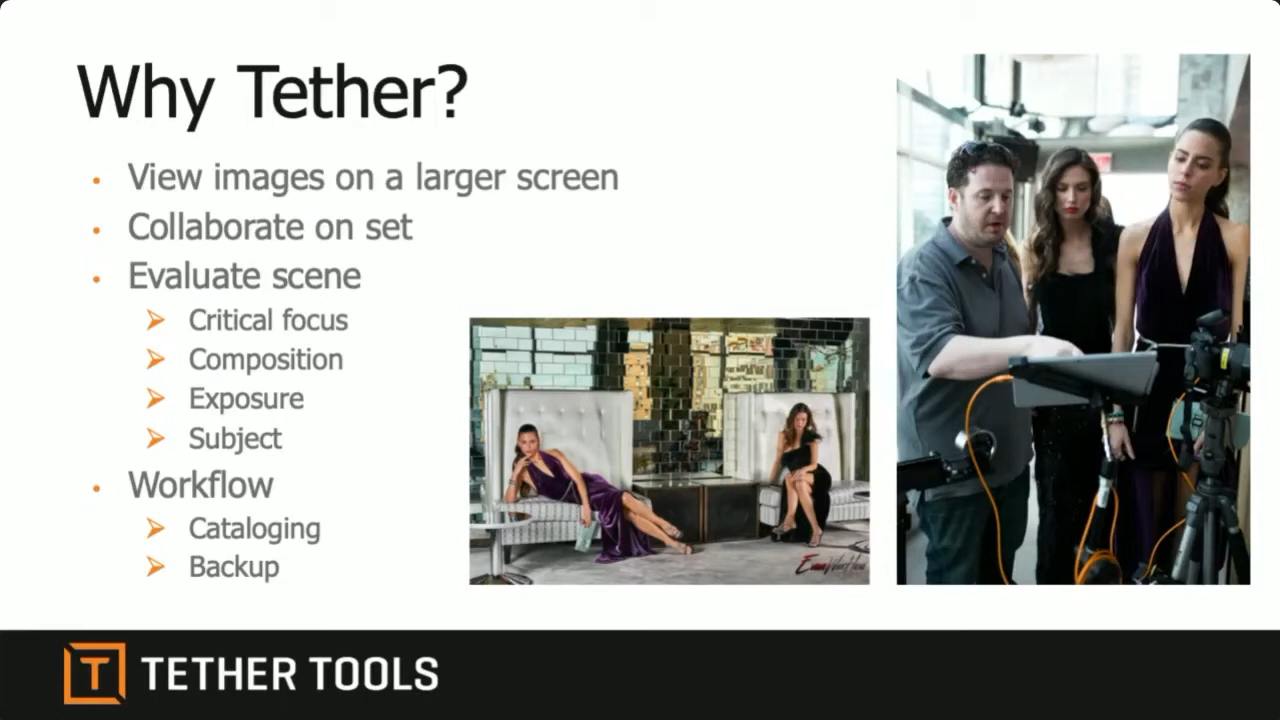 Why Tether?
View images on a larger screen
Collaborate on set
Evaluate scene
Critical focus
Composition
Exposure
Subject
Workflow
Cataloging
Backup
T TETHER TOOLS